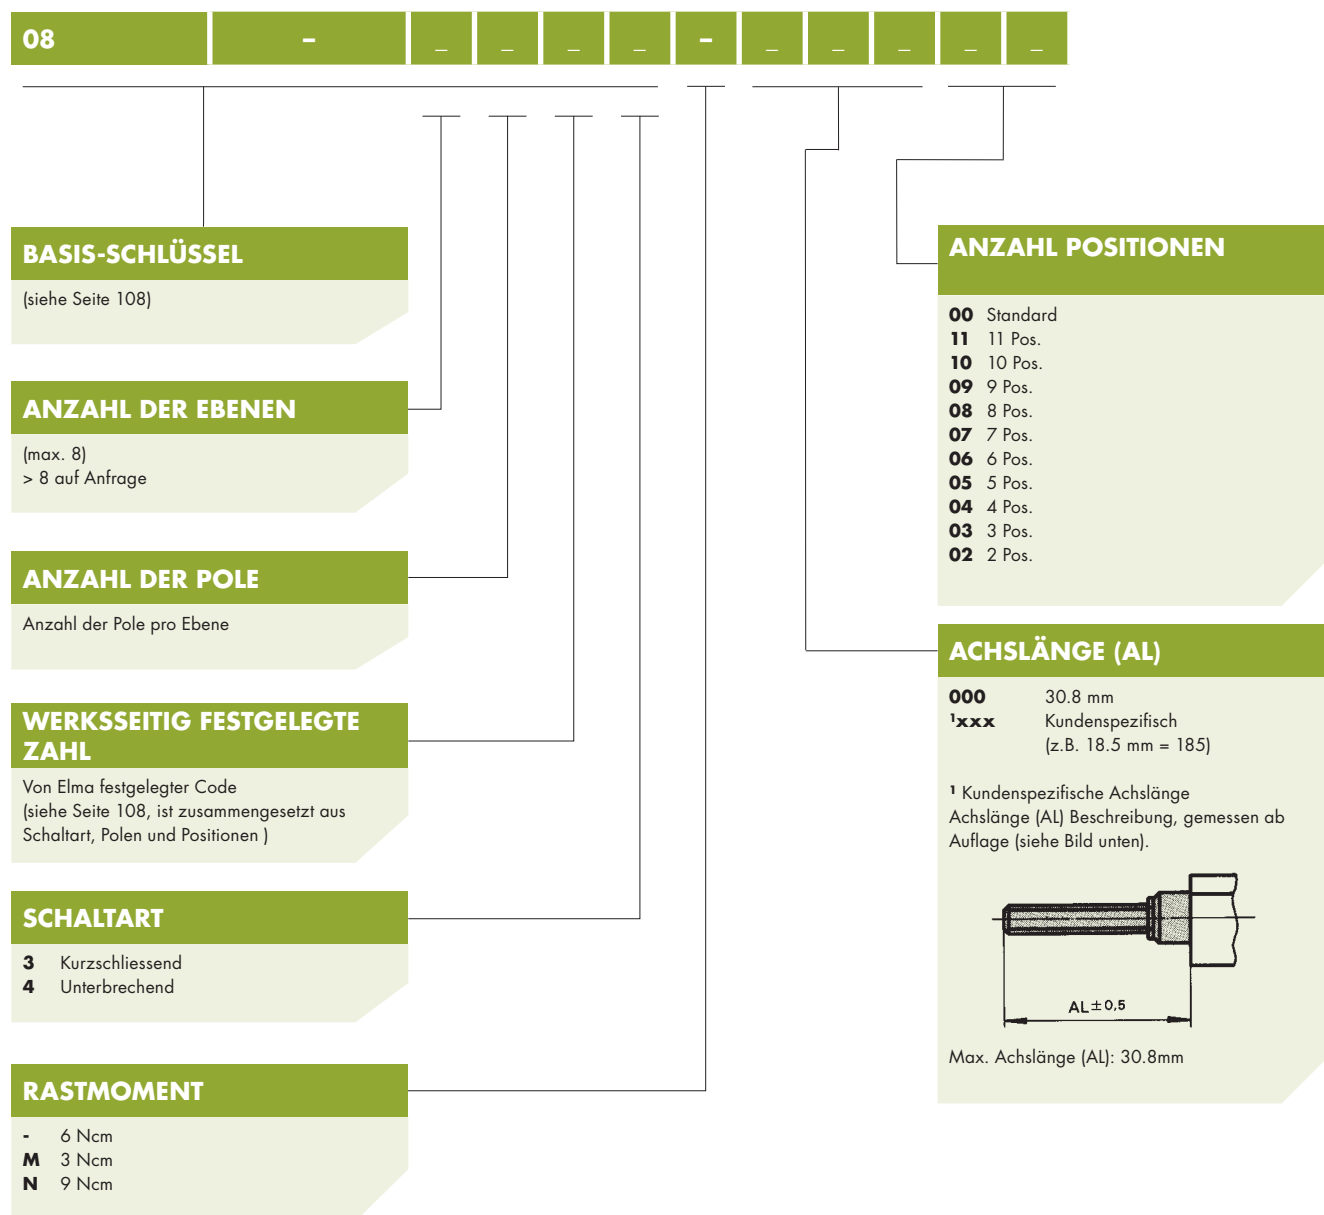 08 – _ _ _ _ – _ _ _ _ _
BASIS-SCHLÜSSEL
(siehe Seite 108)
ANZAHL DER EBENEN
(max. 8)
> 8 auf Anfrage
ANZAHL DER POLE
Anzahl der Pole pro Ebene
WERKSSEITIG FESTGELEGTE
ZAHL
Von Elma festgelegter Code
(siehe Seite 108, ist zusammengesetzt aus
Schaltart, Polen und Positionen )
SCHALTART
3 Kurzschliessend
4 Unterbrechend
RASTMOMENT
- 6 Ncm
M 3 Ncm
N 9 Ncm
ANZAHL POSITIONEN
00 Standard
11 11 Pos.
10 10 Pos.
09 9 Pos.
08 8 Pos.
07 7 Pos.
06 6 Pos.
05 5 Pos.
04 4 Pos.
03 3 Pos.
02 2 Pos.
ACHSLÄNGE (AL)
000 30.8 mm
¹xxx Kundenspezifisch
(z.B. 18.5 mm = 185)
¹ Kundenspezifische Achslänge
Achslänge (AL) Beschreibung, gemessen ab
Auflage (siehe Bild unten).
AL±0,5
Max. Achslänge (AL): 30.8mm